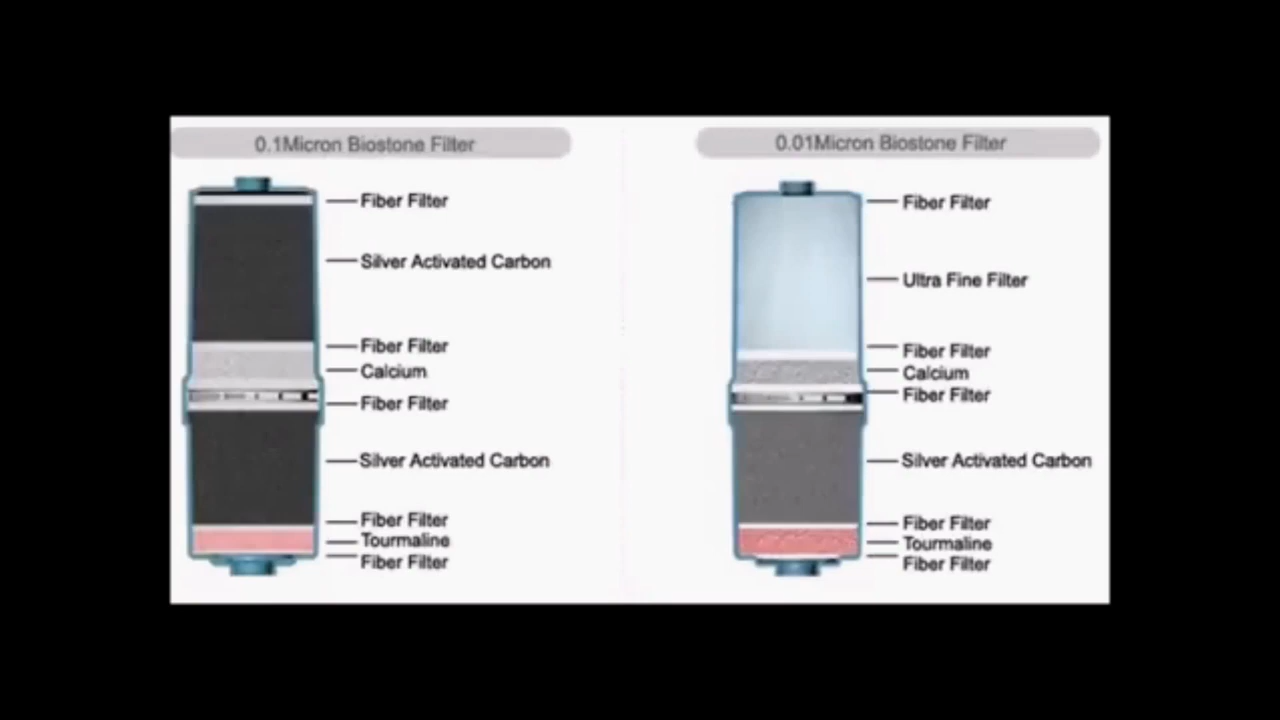 0.1Micron Biostone Filter
Fiber Filter
Silver Activated Carbon
Fiber Filter
Calcium
Fiber Filter
Silver Activated Carbon
Fiber Filter
Tourmaline
Fiber Filter
0.01Micron Biostone Filter
Fiber Filter
Ultra Fine Filter
Fiber Filter
Calcium
Fiber Filter
Silver Activated Carbon
Fiber Filter
Tourmaline
Fiber Filter